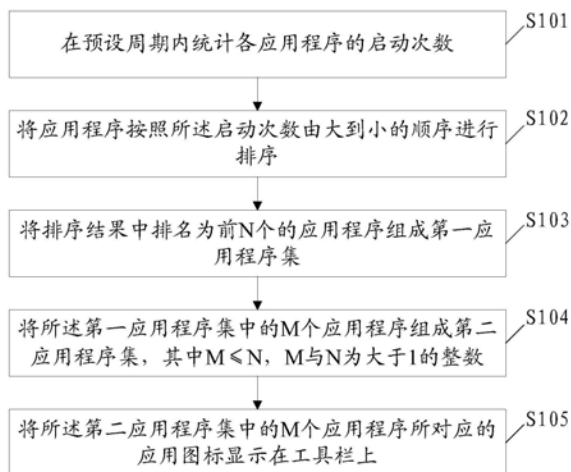 在预设周期内统计各应用程序的启动次数
S101
将应用程序按照所述启动次数由大到小的顺序进行
排序
S102
将排序结果中排名为前N个的应用程序组成第一应
用程序集
S103
将所述第一应用程序集中的M个应用程序组成第二
应用程序集，其中M≤N，M与N为大于1的整数
S104
将所述第二应用程序集中的M个应用程序所对应的
应用图标显示在工具栏上
S105